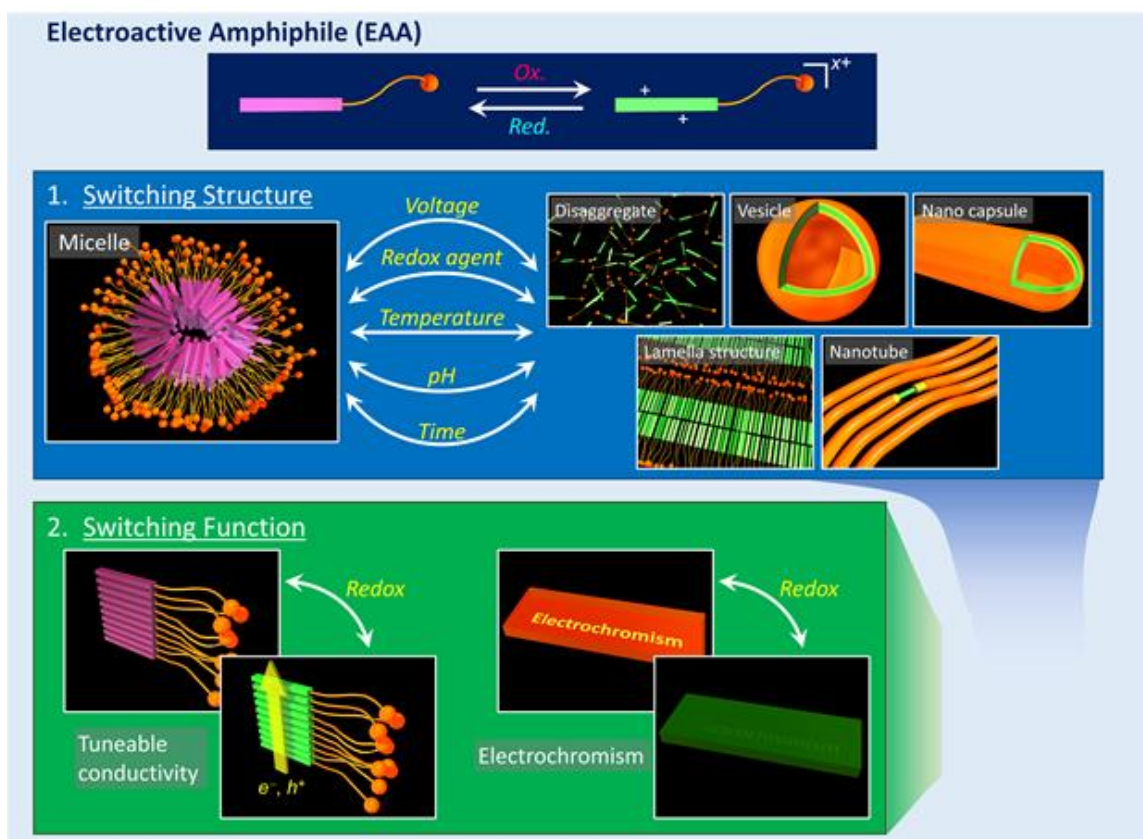 Electroactive Amphiphile (EAA)
Ox.
Red.
+
+
x+
1. Switching Structure
Micelle
Voltage
Redox agent
Temperature
pH
Time
Disaggregate
Vesicle
Nano capsule
Lamella structure
Nanotube
2. Switching Function
Redox
Tuneable
conductivity
e⁻, h⁺
Electrochromism
Redox
Electrochromism